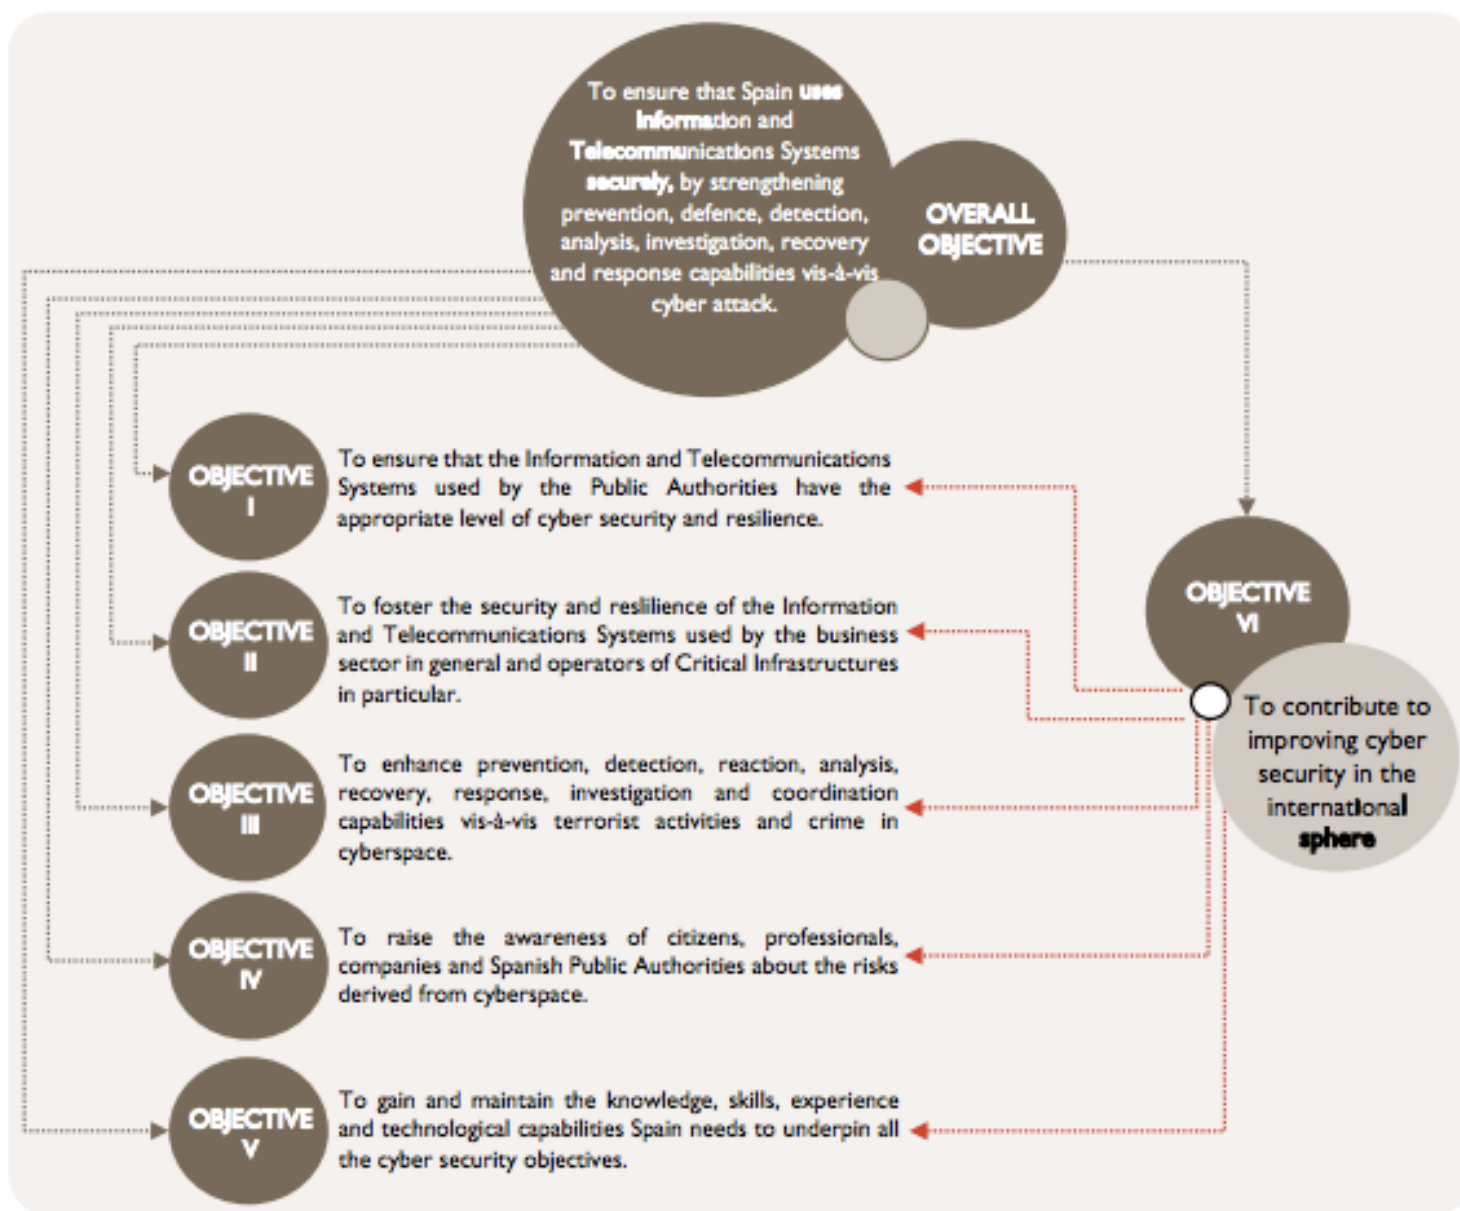 To ensure that Spain uses
Information and
Telecommunications Systems
securely, by strengthening
prevention, defence, detection,
analysis, investigation, recovery
and response capabilities vis-à-vis
cyber attack.
OVERALL
OBJECTIVE
OBJECTIVE
I
To ensure that the Information and Telecommunications
Systems used by the Public Authorities have the
appropriate level of cyber security and resilience.
OBJECTIVE
II
To foster the security and reslilience of the Information
and Telecommunications Systems used by the business
sector in general and operators of Critical Infrastructures
in particular.
OBJECTIVE
III
To enhance prevention, detection, reaction, analysis,
recovery, response, investigation and coordination
capabilities vis-à-vis terrorist activities and crime in
cyberspace.
OBJECTIVE
IV
To raise the awareness of citizens, professionals,
companies and Spanish Public Authorities about the risks
derived from cyberspace.
OBJECTIVE
V
To gain and maintain the knowledge, skills, experience
and technological capabilities Spain needs to underpin all
the cyber security objectives.
OBJECTIVE
VI
To contribute to
improving cyber
security in the
international
sphere